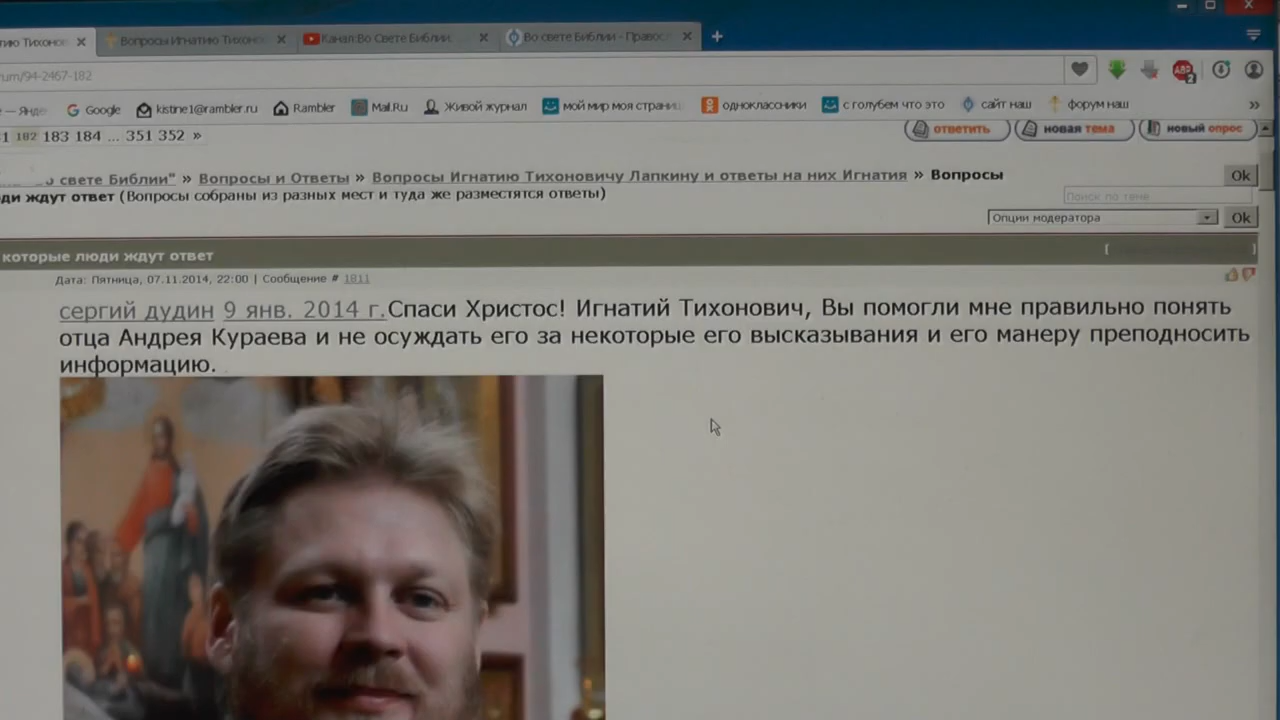 Вопросы Игнатию Тихоно
Канал:Во Свете Библии.
Во свете Библии - Правос
um/94-2467-182
Google
kistine1@rambler.ru
Rambler
Mail.Ru
Живой журнал
мой мир моя страниц
одноклассники
с голубем что это
сайт наш
форум наш
»
1 182 183 184 ... 351 352 »
ответить
новая тема
новый опрос
о свете Библии" » Вопросы и Ответы » Вопросы Игнатию Тихоновичу Лапкину и ответы на них Игнатия » Вопросы
ди ждут ответ (Вопросы собраны из разных мест и туда же разместятся ответы)
Ok
Поиск по теме
Опции модератора
Ok
которые люди ждут ответ
Дата: Пятница, 07.11.2014, 22:00 | Сообщение # 1811
сергий дудин 9 янв. 2014 г.Спаси Христос! Игнатий Тихонович, Вы помогли мне правильно понять
отца Андрея Кураева и не осуждать его за некоторые его высказывания и его манеру преподносить
информацию.